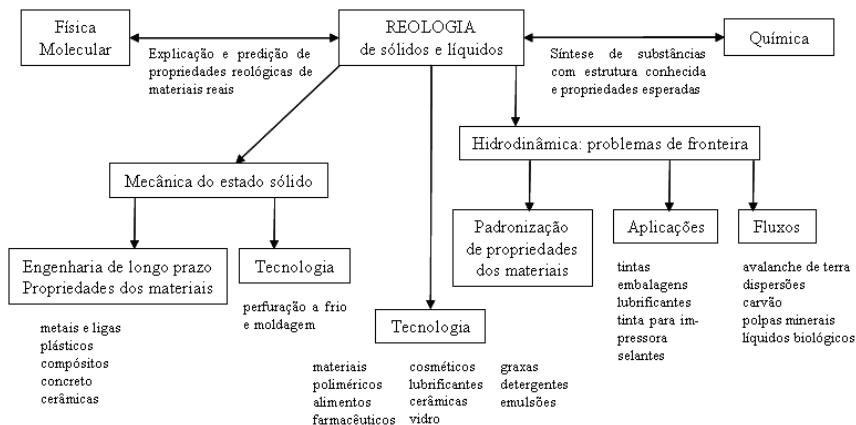 Física
Molecular
REOLOGIA
de sólidos e líquidos
Química
Explicação e predição de
propriedades reológicas de
materiais reais
Síntese de substâncias
com estrutura conhecida
e propriedades esperadas
Hidrodinâmica: problemas de fronteira
Mecânica do estado sólido
Padronização
de propriedades
dos materiais
Aplicações
Fluxos
Engenharia de longo prazo
Propriedades dos materiais
Tecnologia
tintas
embalagens
lubrificantes
tinta para im-
pressora
selantes
avalanche de terra
dispersões
carvão
polpas minerais
líquidos biológicos
perfuração a frio
e moldagem
metais e ligas
plásticos
compósitos
concreto
cerâmicas
Tecnologia
materiais
poliméricos
alimentos
farmacêuticos
cosméticos
lubrificantes
cerâmicas
vidro
graxas
detergentes
emulsões